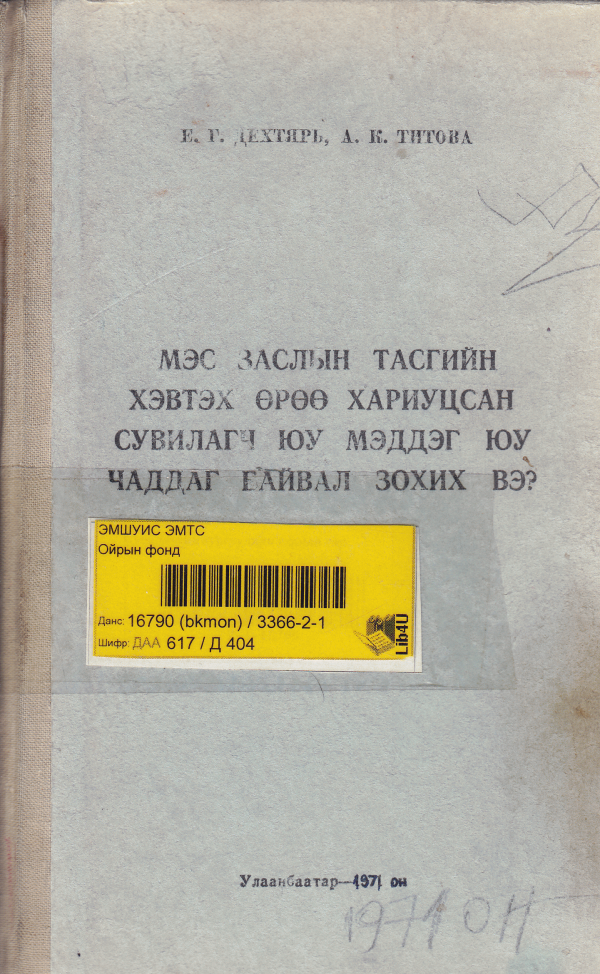 Е. Г. ДЕХТЯРЬ, А. К. ТИТОВА
МЭС ЗАСЛЫН ТАСГИЙН
ХЭВТЭХ ӨРӨӨ ХАРИУЦСАН
СУВИЛАГЧ ЮУ МЭДДЭГ ЮУ
ЧАДДАГ БАЙВАЛ ЗОХИХ ВЭ?
ЭМШУИС ЭМТС
Ойрын фонд
Данс: 16790 (bkmon) / 3366-2-1
Шифр: ДАА 617 / Д 404
Lib4U
Улаанбаатар—1971 он
1971 он